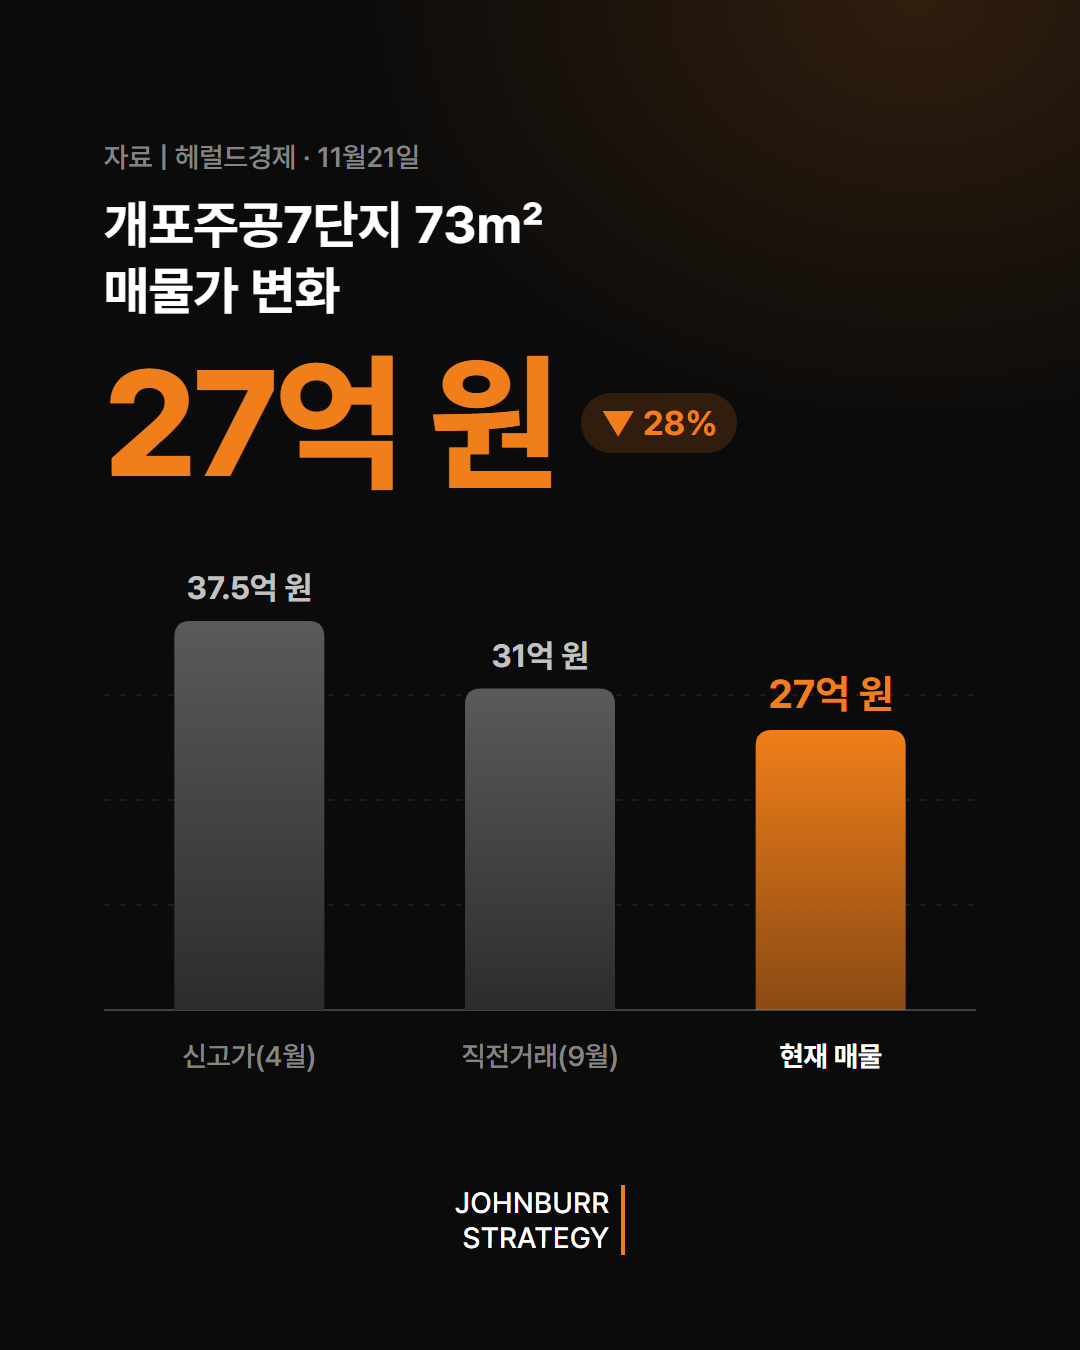 자료 | 헤럴드경제 · 11월21일
개포주공7단지 73m²
매물가 변화
27억 원 ▼ 28%
37.5억 원
31억 원
27억 원
신고가(4월) 직전거래(9월) 현재 매물
JOHNBURR
STRATEGY